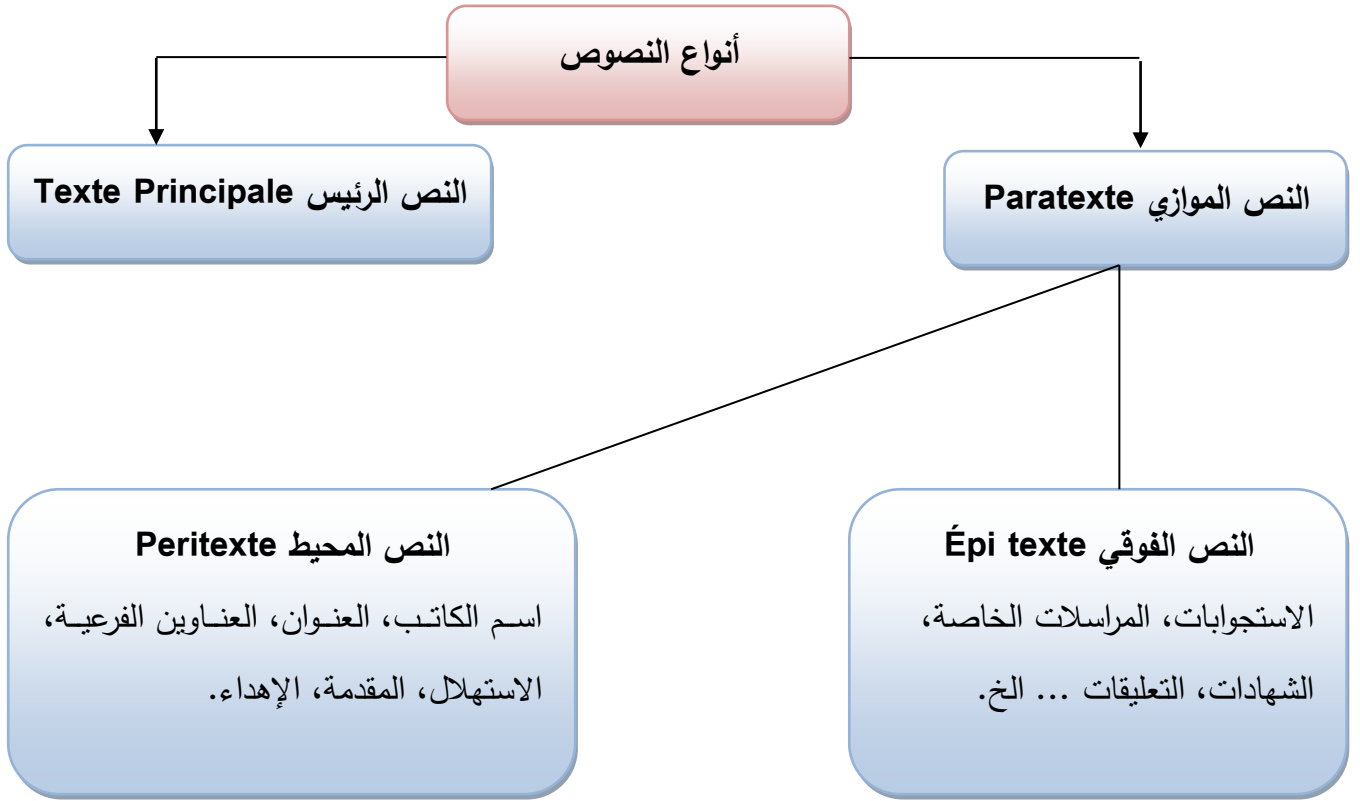 أنواع النصوص
النص الموازي Paratexte
النص الرئيس Texte Principale
النص الفوقي Épi texte
الاستجوابات، المراسلات الخاصة،
الشهادات، التعليقات ... الخ.
النص المحيط Peritexte
اسم الكاتب، العنوان، العناوين الفرعية،
الاستهلال، المقدمة، الإهداء.